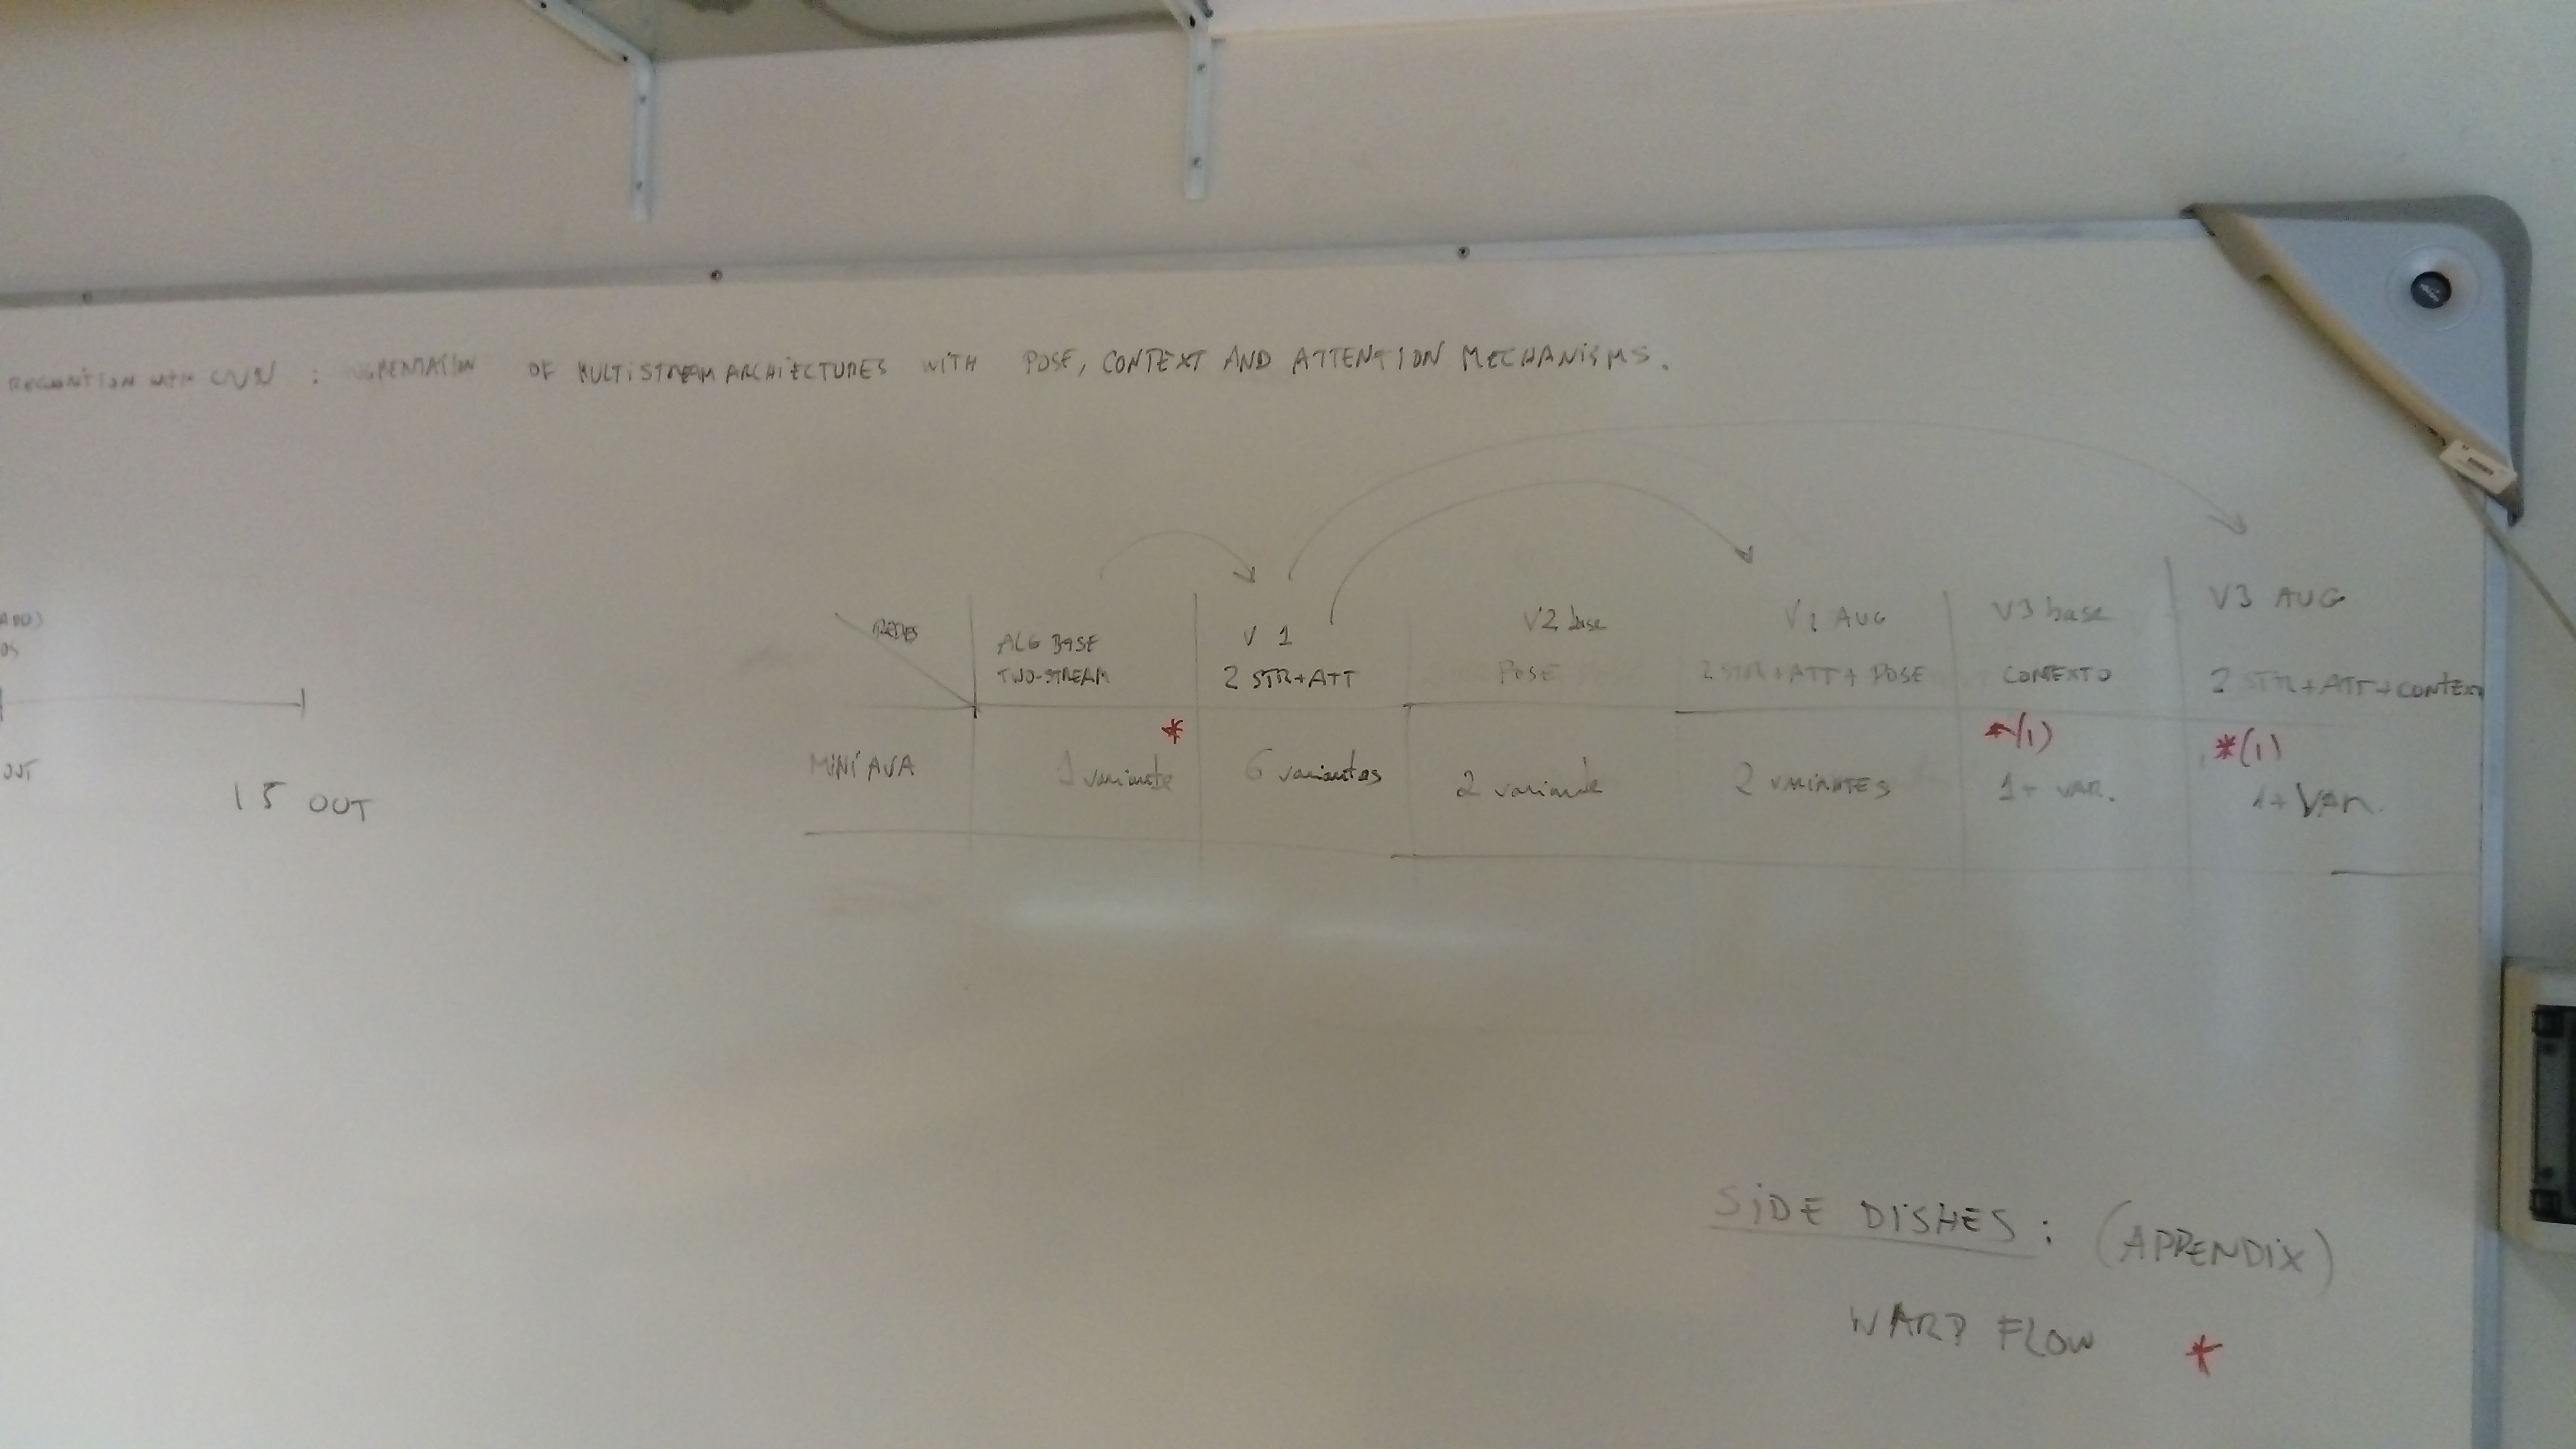 RECOGNITION WITH CNN : AUGMENTATION OF MULTISTREAM ARCHIECTURES WITH POSE, CONTEXT AND ATTENTION MECHANISMS.
REDES
ALG BASE
TWO-STREAM
V 1
2 STR+ATT
V2 base
POSE
V2 AUG
2 STR+ATT+ POSE
V3 base
CONTEXTO
V3 AUG
2 STR+ATT+CONTEXT
MINI AVA
1 variante *
6 variantes
2 variante
2 VARIANTES
*(1)
1+ VAR.
*(1)
1+ VAR.
OUT
15 OUT
SIDE DISHES : (APPENDIX)
WARP FLOW *